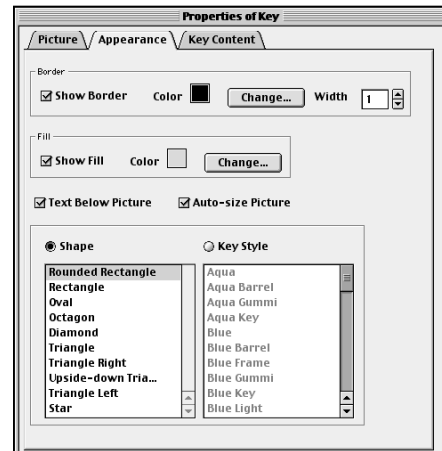 Properties of Key
Picture Appearance Key Content
Border
Show Border Color Change... Width 1
Fill
Show Fill Color Change...
Text Below Picture Auto-size Picture
Shape
Rounded Rectangle
Rectangle
Oval
Octagon
Diamond
Triangle
Triangle Right
Upside-down Tria...
Triangle Left
Star
Key Style
Aqua
Aqua Barrel
Aqua Gummi
Aqua Key
Blue
Blue Barrel
Blue Frame
Blue Gummi
Blue Key
Blue Light